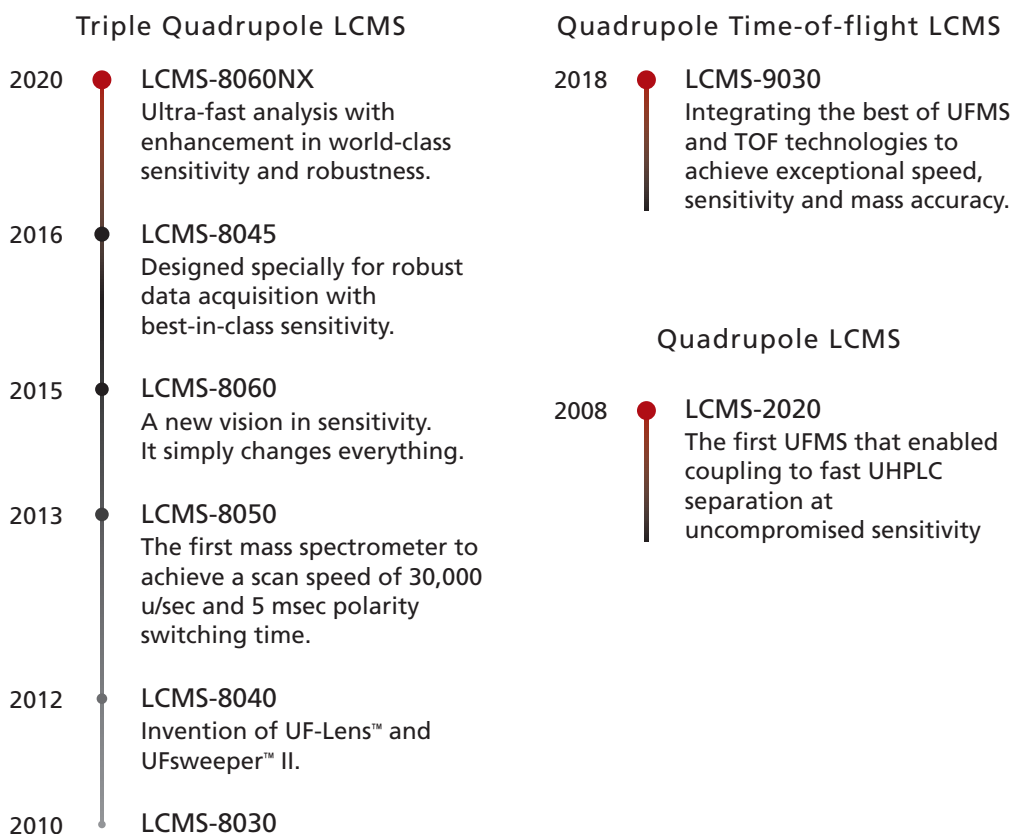 Triple Quadrupole LCMS
2020
LCMS-8060NX
Ultra-fast analysis with
enhancement in world-class
sensitivity and robustness.
2016
LCMS-8045
Designed specially for robust
data acquisition with
best-in-class sensitivity.
2015
LCMS-8060
A new vision in sensitivity.
It simply changes everything.
2013
LCMS-8050
The first mass spectrometer to
achieve a scan speed of 30,000
u/sec and 5 msec polarity
switching time.
2012
LCMS-8040
Invention of UF-Lens™ and
UFsweeper™ II.
2010
LCMS-8030
Quadrupole Time-of-flight LCMS
2018
LCMS-9030
Integrating the best of UFMS
and TOF technologies to
achieve exceptional speed,
sensitivity and mass accuracy.
Quadrupole LCMS
2008
LCMS-2020
The first UFMS that enabled
coupling to fast UHPLC
separation at
uncompromised sensitivity